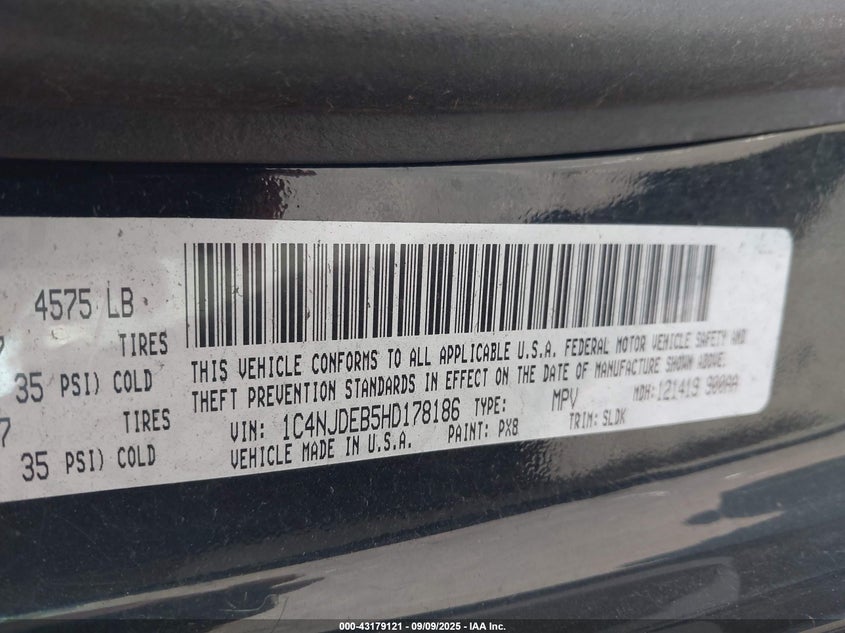 4575 LB
7 TIRES
35 PSI) COLD
7 TIRES
35 PSI) COLD
THIS VEHICLE CONFORMS TO ALL APPLICABLE U.S.A. FEDERAL MOTOR VEHICLE SAFETY AND
THEFT PREVENTION STANDARDS IN EFFECT ON THE DATE OF MANUFACTURE SHOWN ABOVE.
VIN: 1C4NJDEB5HD178186 TYPE: MPV MDH: 121419 900AA
VEHICLE MADE IN U.S.A. PAINT: PX8 TRIM: SLDK
000-43179121 - 09/09/2025 - IAA Inc.